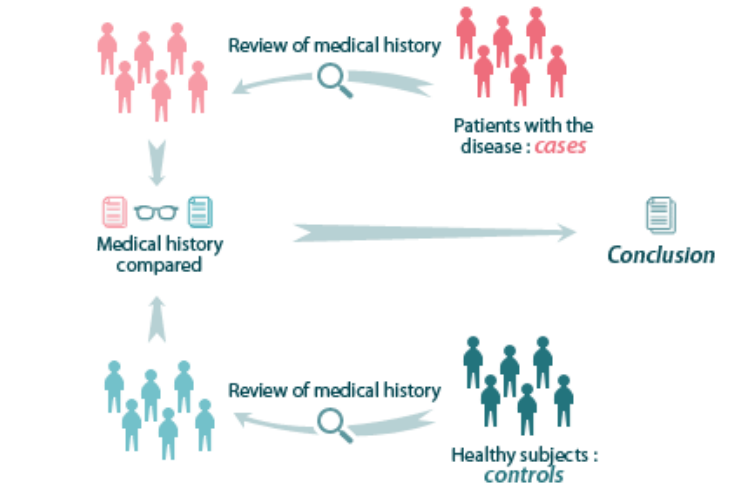 Review of medical history
Patients with the
disease : cases
Medical history
compared
Conclusion
Review of medical history
Healthy subjects :
controls